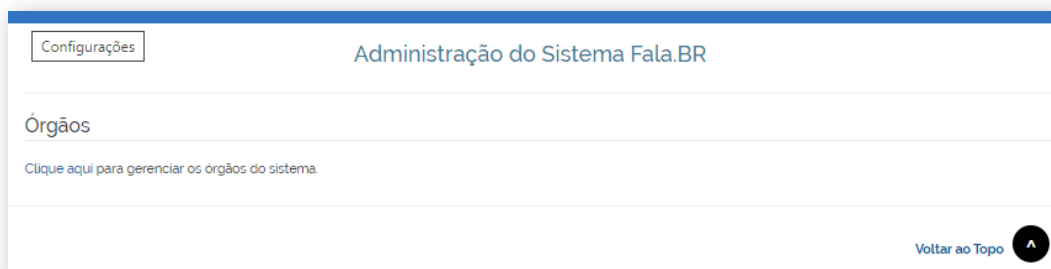 Configurações
Administração do Sistema Fala.BR
Órgãos
Clique aqui para gerenciar os órgãos do sistema.
Voltar ao Topo
^